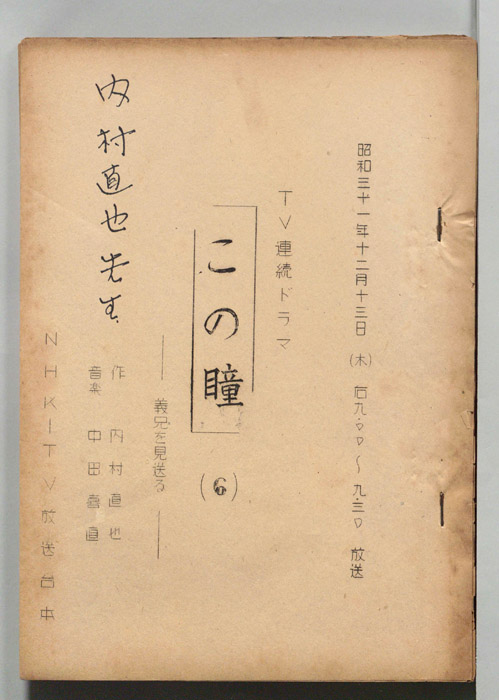 昭和三十一年十二月十三日(木)后九.〇〇~九.三〇 放送
TV連続ドラマ
この瞳
(6)
義兄を見送る
作 内村直也
音楽 中田喜直
内村直也先生
NHK-TV放送台本